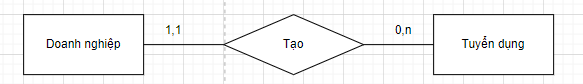 1,1
0,n
Doanh nghiệp
Tạo
Tuyển dụng